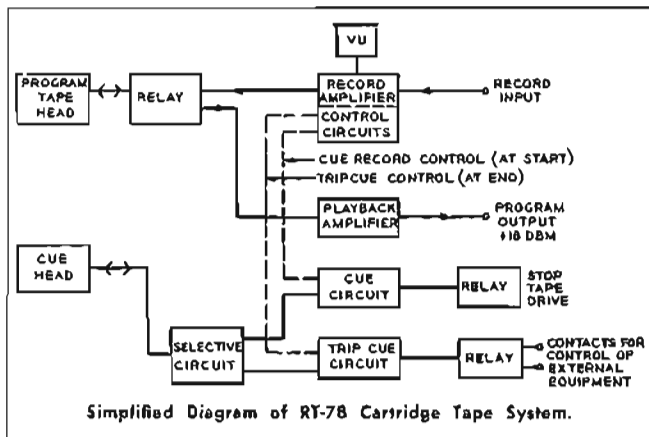 VU
PROGRAM
TAPE
HEAD
RELAY
RECORD
AMPLIFIER
CONTROL
CIRCUITS
RECORD
INPUT
CUE RECORD CONTROL (AT START)
TRIPCUE CONTROL (AT END)
PLAYBACK
AMPLIFIER
PROGRAM
OUTPUT
+18 DBM
CUE
HEAD
CUE
CIRCUIT
RELAY
STOP
TAPE
DRIVE
SELECTIVE
CIRCUIT
TRIP CUE
CIRCUIT
RELAY
CONTACTS FOR
CONTROL OF
EXTERNAL
EQUIPMENT
Simplified Diagram of RT-7B Cartridge Tape System.